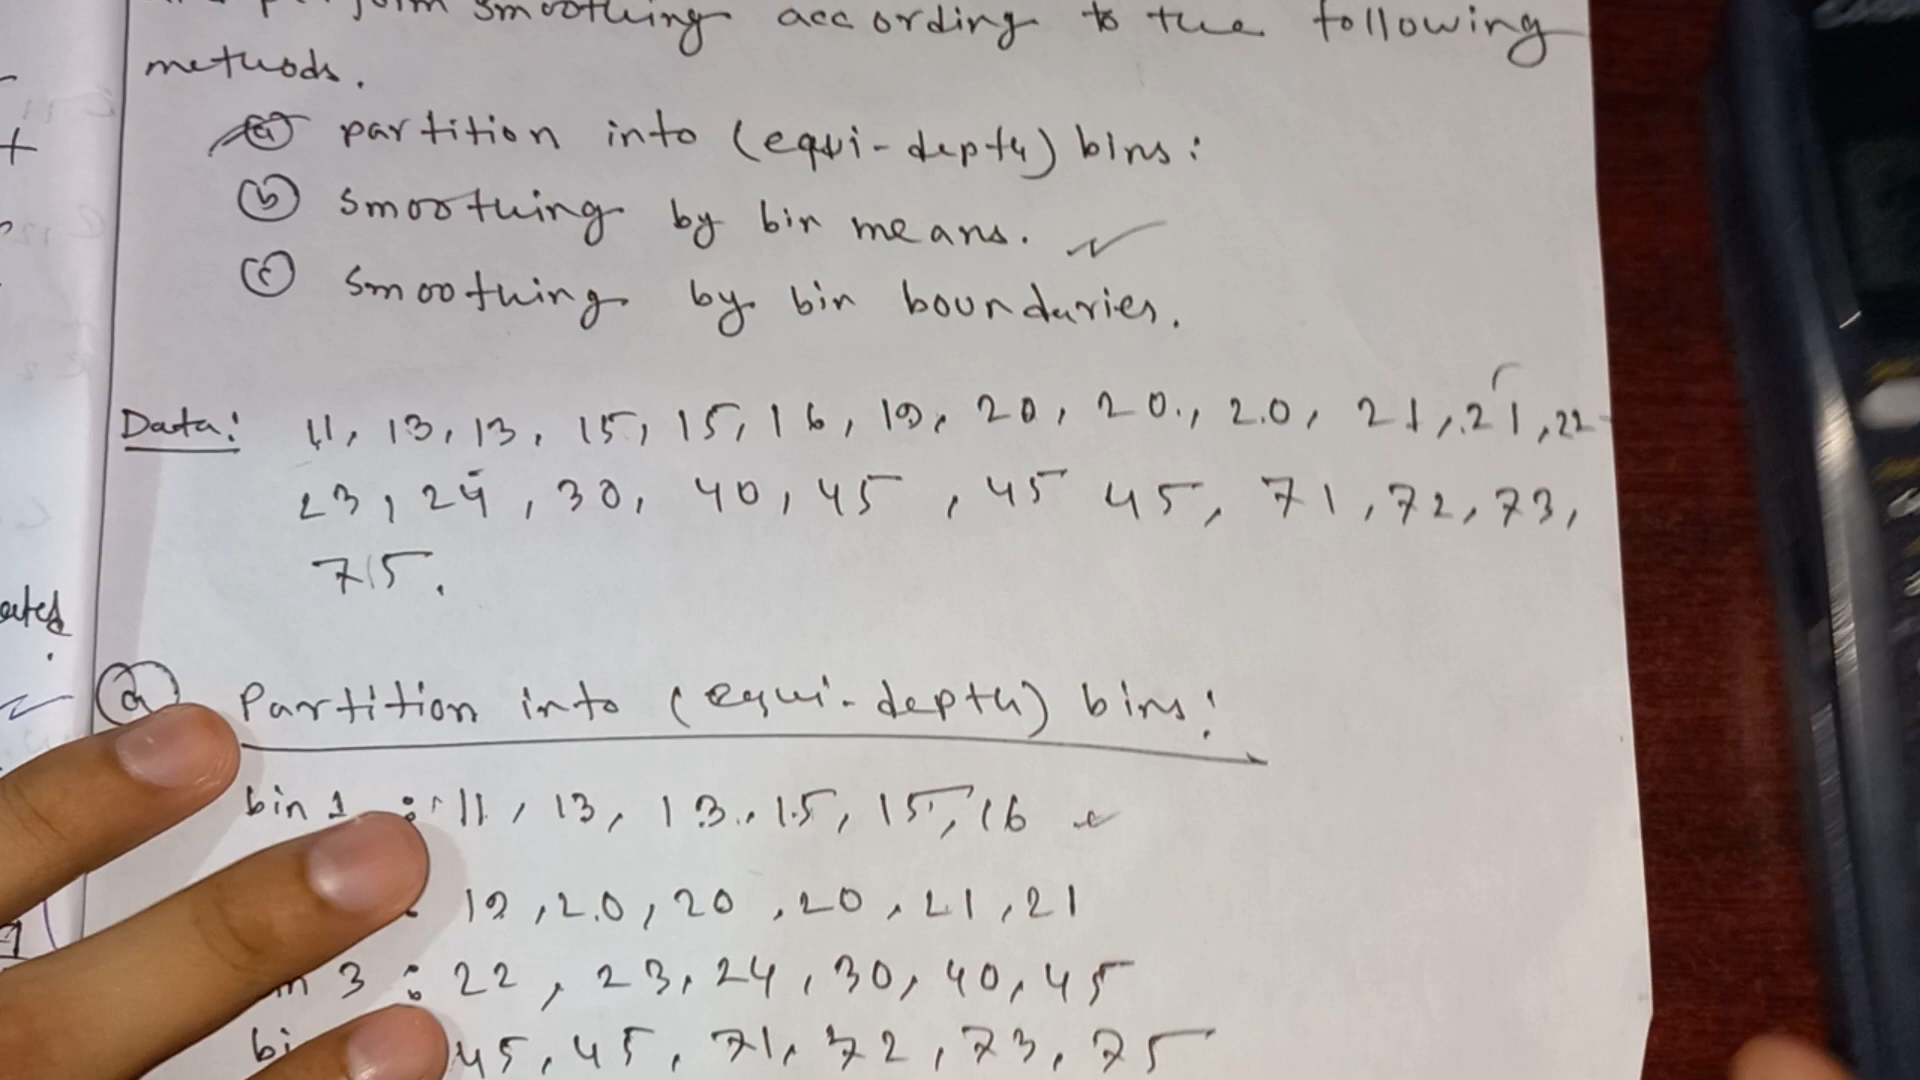 smoothing according to the following
methods.
(a) partition into (equi-depth) bins:
(b) smoothing by bin means.
(c) smoothing by bin boundaries.
Data: 11, 13, 13, 15, 15, 16, 19, 20, 20, 20, 21, 21, 22
23, 24, 30, 40, 45, 45 45, 71, 72, 73,
75.
(a) Partition into (equi-depth) bins:
bin 1 : 11, 13, 13, 15, 15, 16
19, 20, 20, 20, 21, 21
3 : 22, 23, 24, 30, 40, 45
45, 45, 71, 72, 73, 75